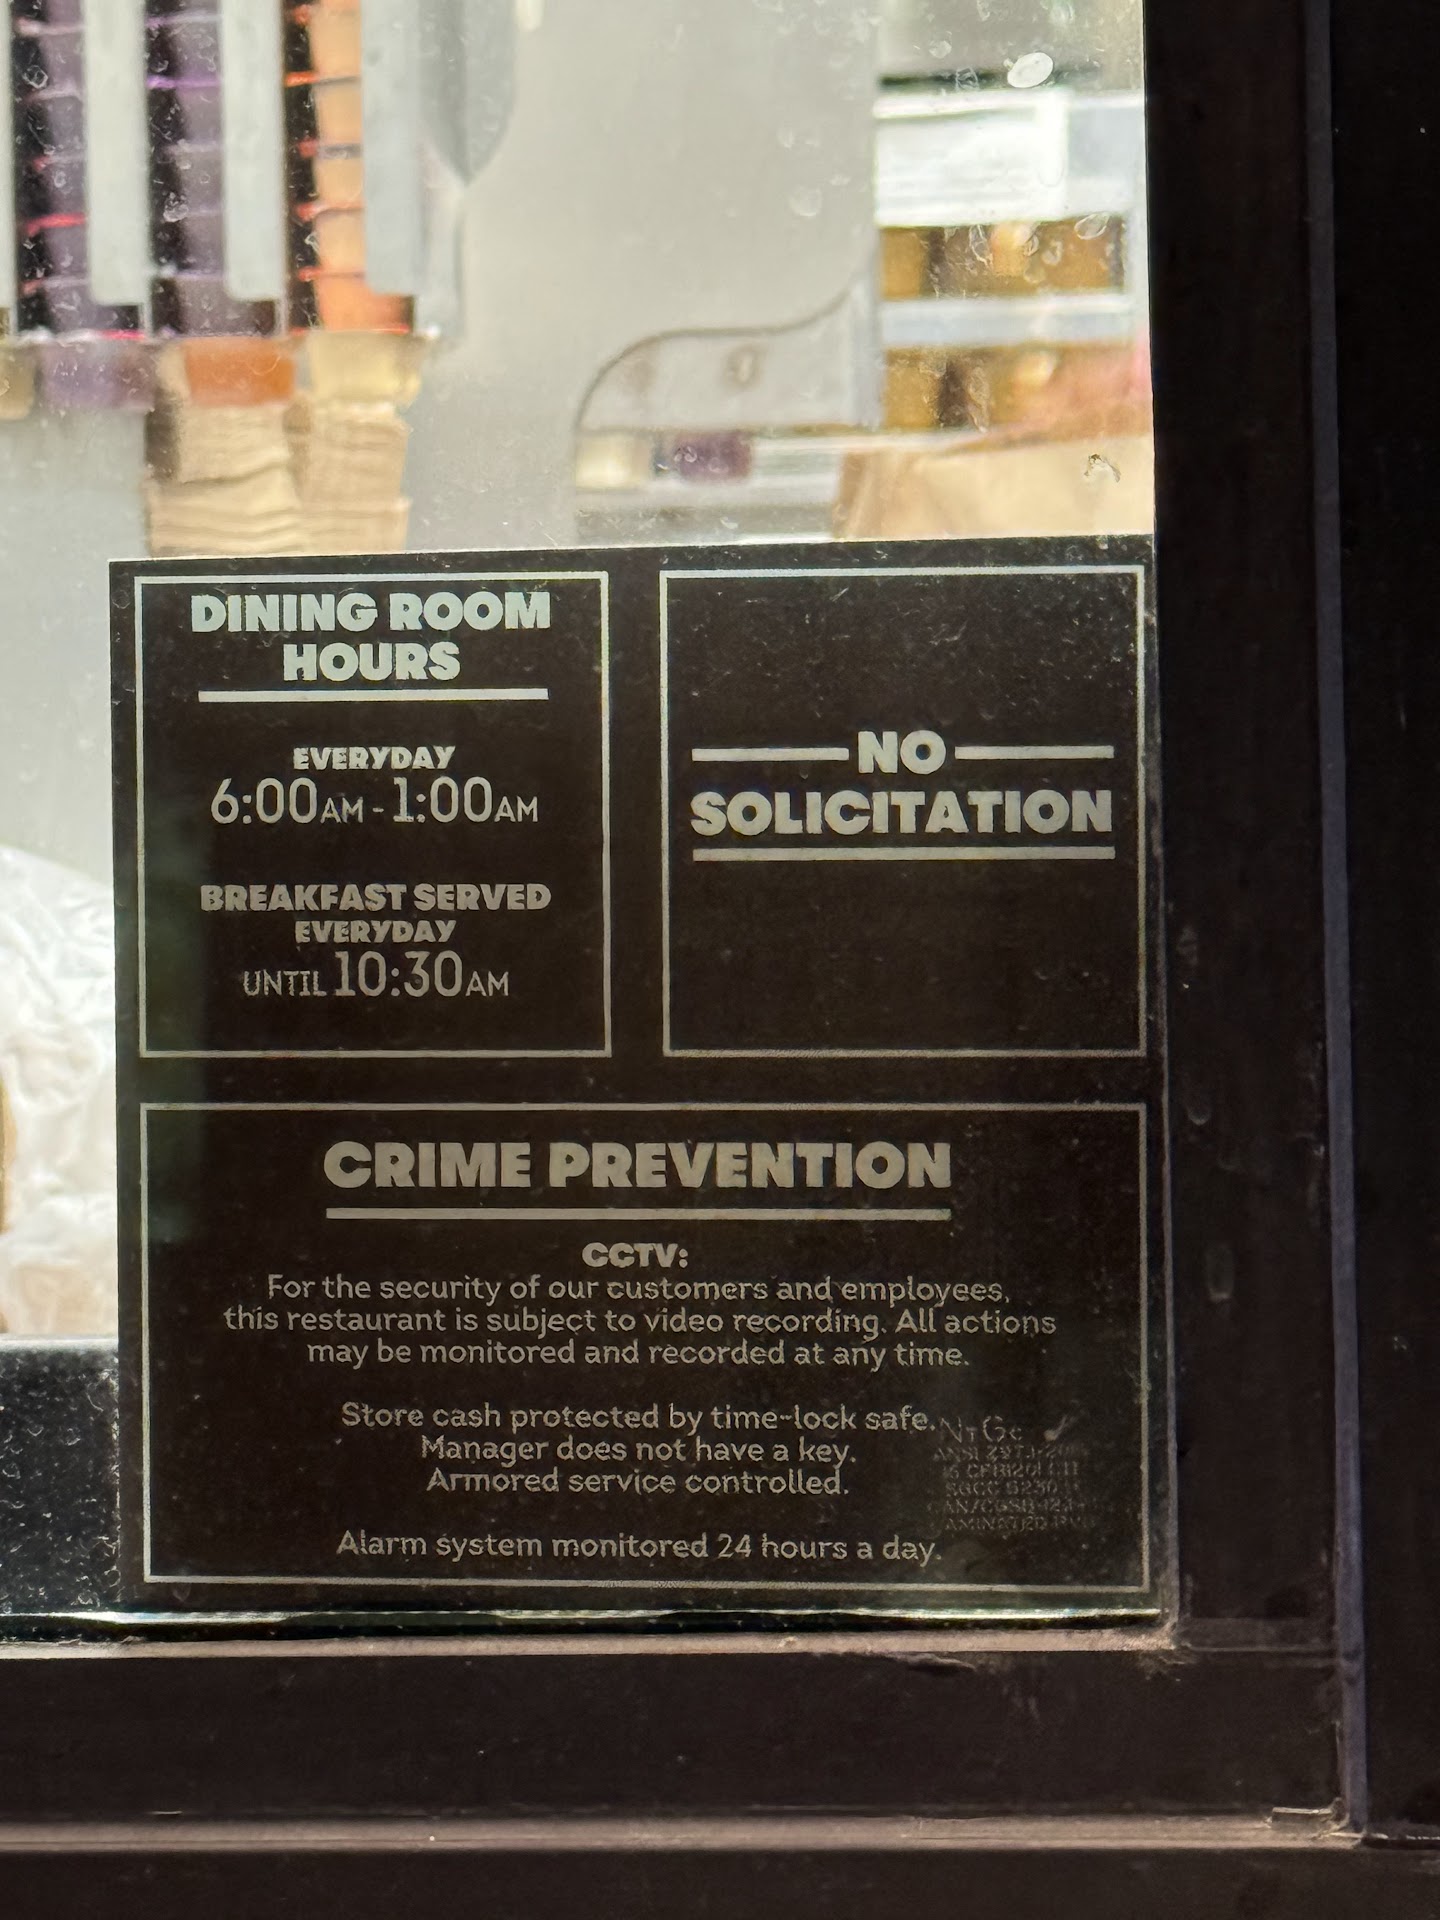 DINING ROOM
HOURS
EVERYDAY
6:00AM - 1:00AM
BREAKFAST SERVED
EVERYDAY
UNTIL 10:30AM
NO
SOLICITATION
CRIME PREVENTION
CCTV:
For the security of our customers and employees,
this restaurant is subject to video recording. All actions
may be monitored and recorded at any time.
Store cash protected by time-lock safe.
Manager does not have a key.
Armored service controlled.
Alarm system monitored 24 hours a day.